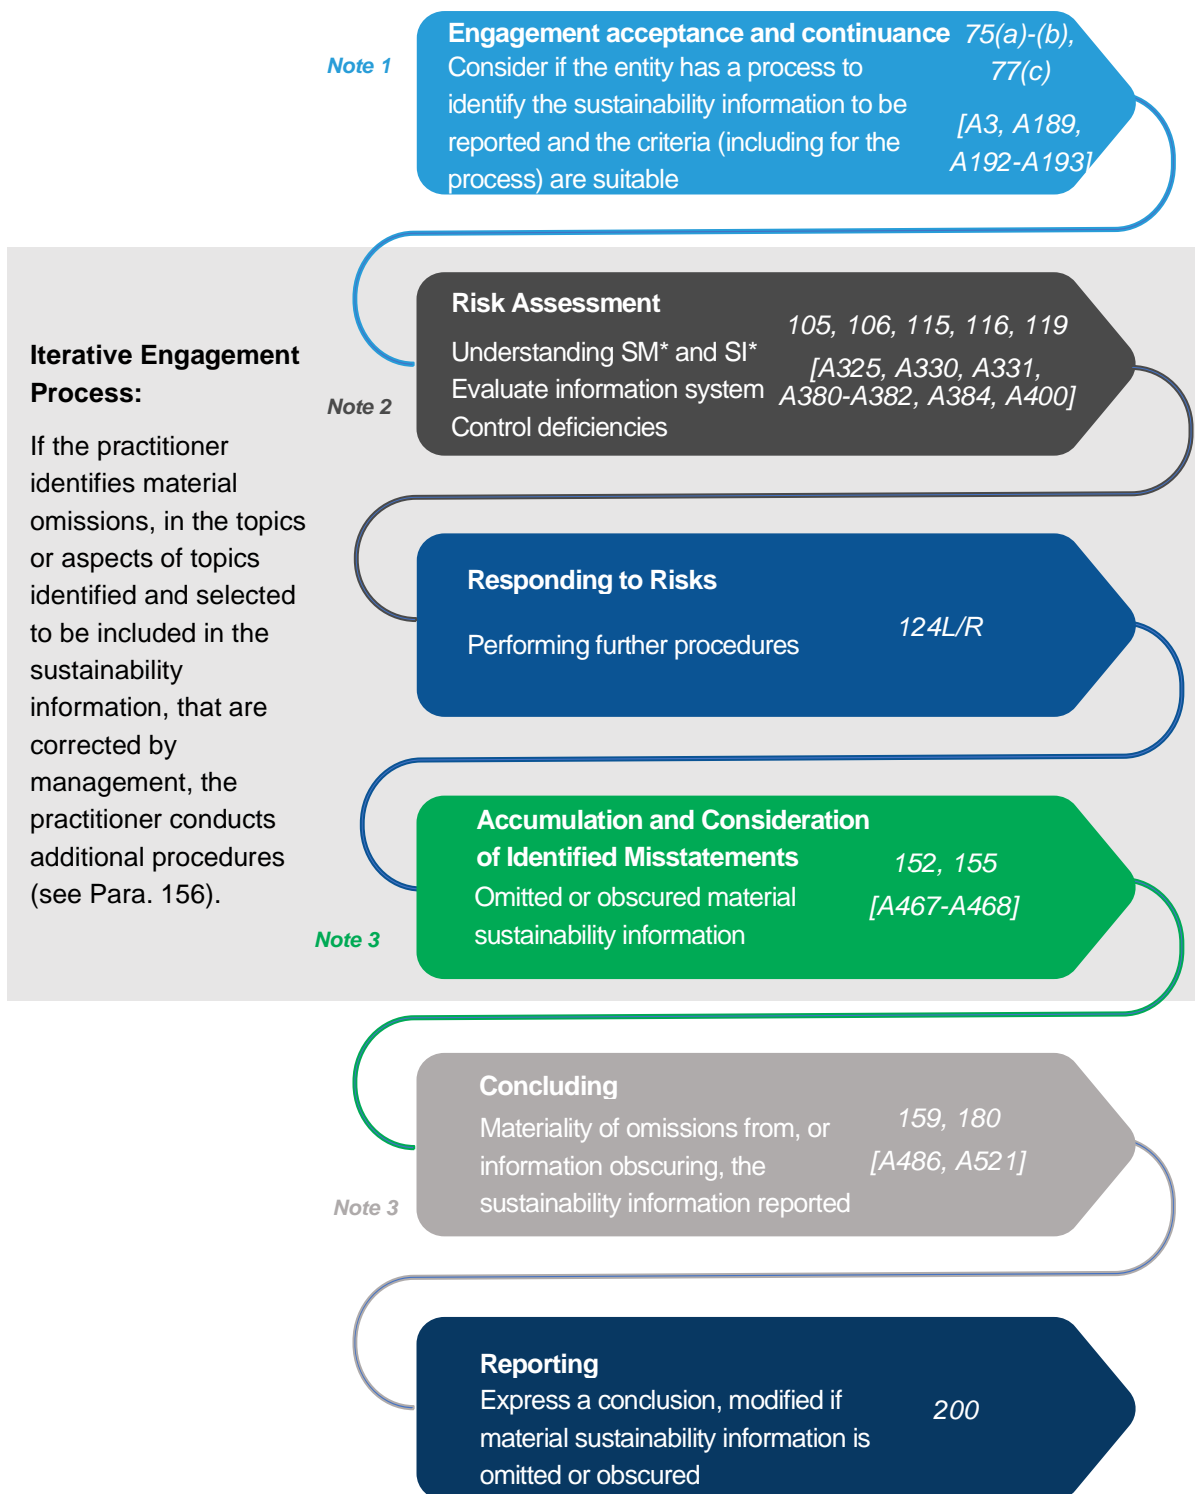 Note 1
Engagement acceptance and continuance
Consider if the entity has a process to
identify the sustainability information to be
reported and the criteria (including for the
process) are suitable
75(a)-(b),
77(c)
[A3, A189,
A192-A193]
Iterative Engagement
Process:
If the practitioner
identifies material
omissions, in the topics
or aspects of topics
identified and selected
to be included in the
sustainability
information, that are
corrected by
management, the
practitioner conducts
additional procedures
(see Para. 156).
Note 2
Risk Assessment
Understanding SM* and SI*
Evaluate information system
Control deficiencies
105, 106, 115, 116, 119
[A325, A330, A331,
A380-A382, A384, A400]
Responding to Risks
Performing further procedures
124L/R
Note 3
Accumulation and Consideration
of Identified Misstatements
Omitted or obscured material
sustainability information
152, 155
[A467-A468]
Note 3
Concluding
Materiality of omissions from, or
information obscuring, the
sustainability information reported
159, 180
[A486, A521]
Reporting
Express a conclusion, modified if
material sustainability information is
omitted or obscured
200